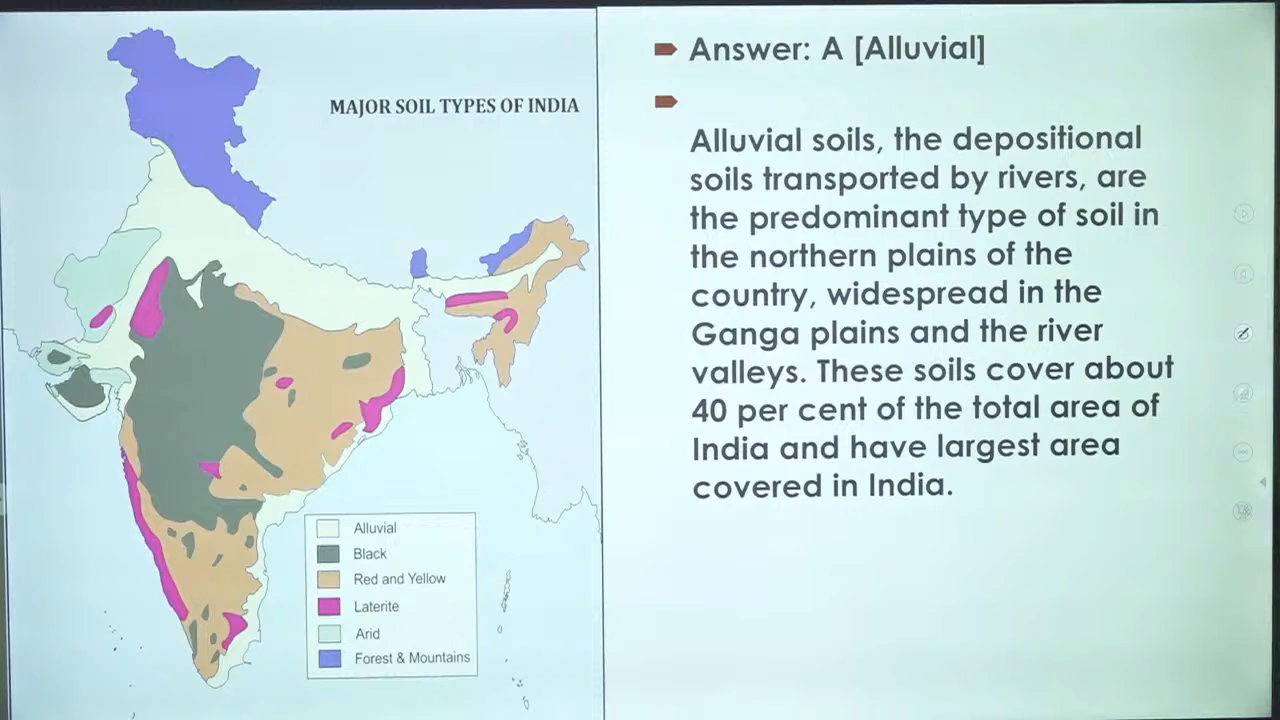 MAJOR SOIL TYPES OF INDIA
Alluvial
Black
Red and Yellow
Laterite
Arid
Forest & Mountains
Answer: A [Alluvial]
Alluvial soils, the depositional
soils transported by rivers, are
the predominant type of soil in
the northern plains of the
country, widespread in the
Ganga plains and the river
valleys. These soils cover about
40 per cent of the total area of
India and have largest area
covered in India.